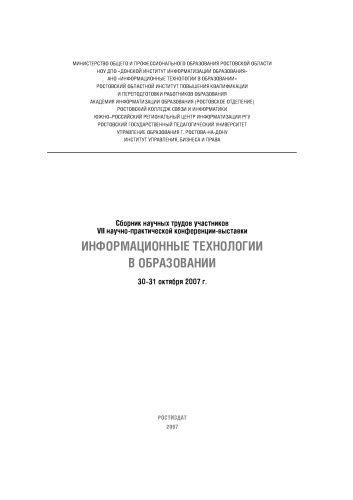 МИНИСТЕРСТВО ОБЩЕГО И ПРОФЕССИОНАЛЬНОГО ОБРАЗОВАНИЯ РОСТОВСКОЙ ОБЛАСТИ
НОУ ДПО «ДОНСКОЙ ИНСТИТУТ ИНФОРМАТИЗАЦИИ ОБРАЗОВАНИЯ»
АНО «ИНФОРМАЦИОННЫЕ ТЕХНОЛОГИИ В ОБРАЗОВАНИИ»
РОСТОВСКИЙ ОБЛАСТНОЙ ИНСТИТУТ ПОВЫШЕНИЯ КВАЛИФИКАЦИИ
И ПЕРЕПОДГОТОВКИ РАБОТНИКОВ ОБРАЗОВАНИЯ
АКАДЕМИЯ ИНФОРМАТИЗАЦИИ ОБРАЗОВАНИЯ (РОСТОВСКОЕ ОТДЕЛЕНИЕ)
РОСТОВСКИЙ КОЛЛЕДЖ СВЯЗИ И ИНФОРМАТИКИ
ЮЖНО-РОССИЙСКИЙ РЕГИОНАЛЬНЫЙ ЦЕНТР ИНФОРМАТИЗАЦИИ РГУ
РОСТОВСКИЙ ГОСУДАРСТВЕННЫЙ ПЕДАГОГИЧЕСКИЙ УНИВЕРСИТЕТ
УПРАВЛЕНИЕ ОБРАЗОВАНИЯ Г. РОСТОВА-НА-ДОНУ
ИНСТИТУТ УПРАВЛЕНИЯ, БИЗНЕСА И ПРАВА
Сборник научных трудов участников
VII научно-практической конференции-выставки
ИНФОРМАЦИОННЫЕ ТЕХНОЛОГИИ
В ОБРАЗОВАНИИ
30-31 октября 2007 г.
РОСТИЗДАТ
2007